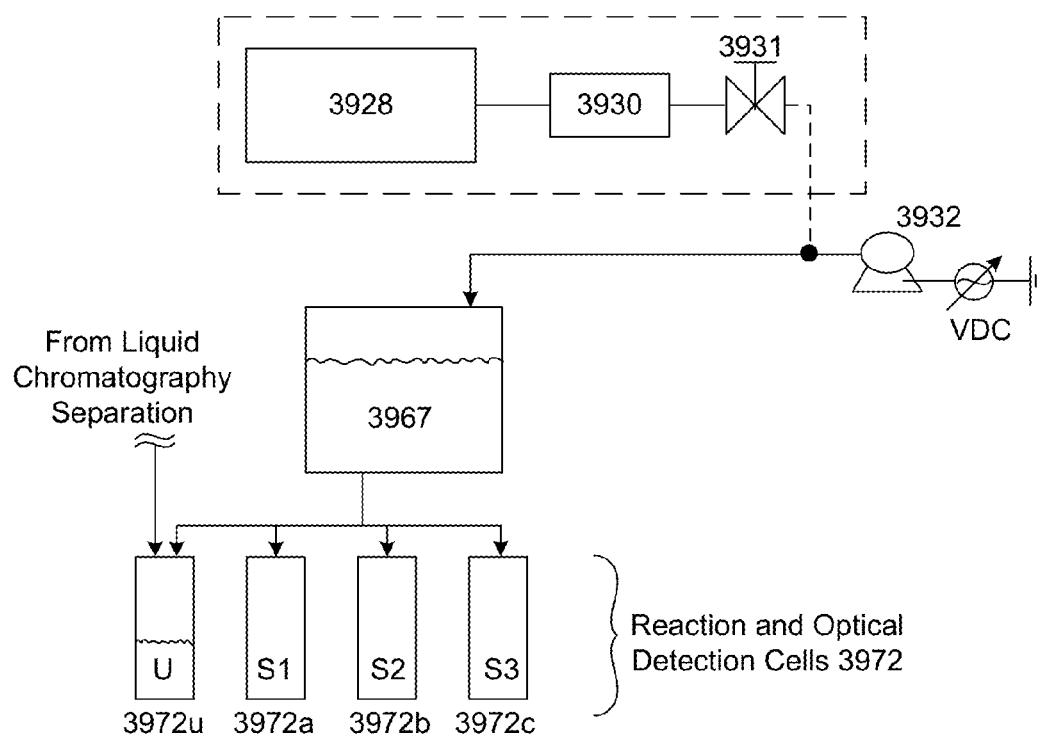 3931
3928
3930
3932
VDC
From Liquid
Chromatography
Separation
3967
U
S1
S2
S3
3972u
3972a
3972b
3972c
Reaction and Optical
Detection Cells 3972